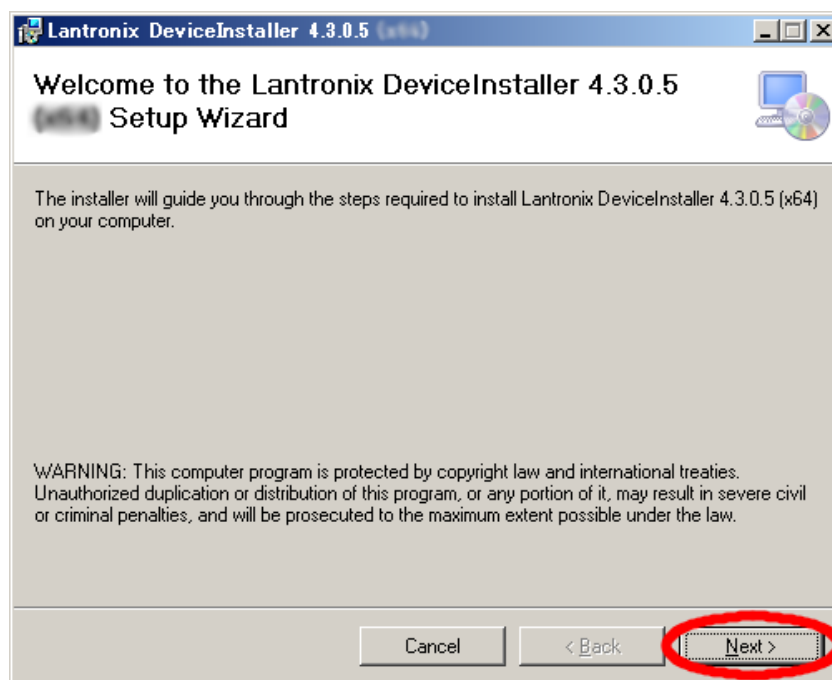 Lantronix DeviceInstaller 4.3.0.5
Welcome to the Lantronix DeviceInstaller 4.3.0.5
Setup Wizard
The installer will guide you through the steps required to install Lantronix DeviceInstaller 4.3.0.5 (x64)
on your computer.
WARNING: This computer program is protected by copyright law and international treaties.
Unauthorized duplication or distribution of this program, or any portion of it, may result in severe civil
or criminal penalties, and will be prosecuted to the maximum extent possible under the law.
Cancel
< Back
Next >